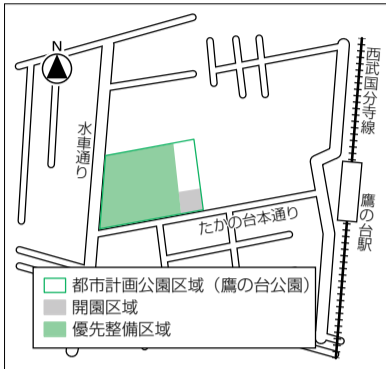 N
水車通り
西武国分寺線
鷹の台駅
たかの台本通り
都市計画公園区域（鷹の台公園）
開園区域
優先整備区域